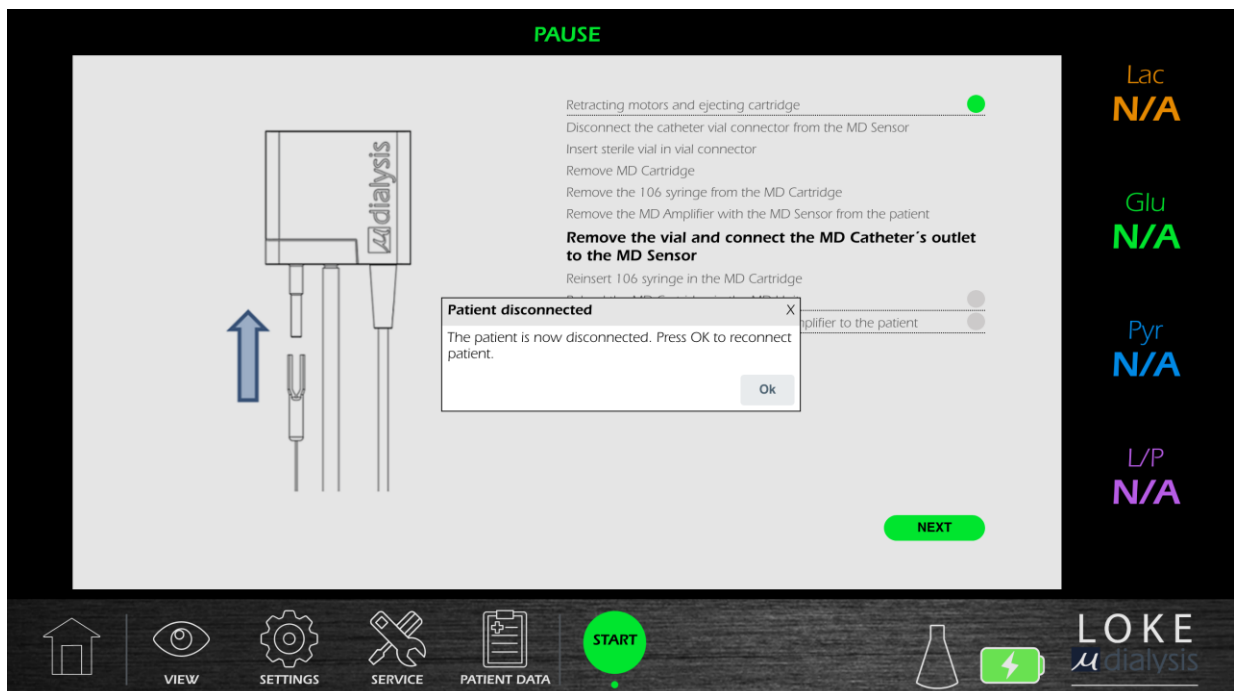 PAUSE
Retracting motors and ejecting cartridge
Disconnect the catheter vial connector from the MD Sensor
Insert sterile vial in vial connector
Remove MD Cartridge
Remove the 106 syringe from the MD Cartridge
Remove the MD Amplifier with the MD Sensor from the patient
Remove the vial and connect the MD Catheter´s outlet
to the MD Sensor
Reinsert 106 syringe in the MD Cartridge
plifier to the patient
Patient disconnected X
The patient is now disconnected. Press OK to reconnect
patient.
Ok
NEXT
μdialysis
Lac
N/A
Glu
N/A
Pyr
N/A
L/P
N/A
VIEW
SETTINGS
SERVICE
PATIENT DATA
START
LOKE
μdialysis